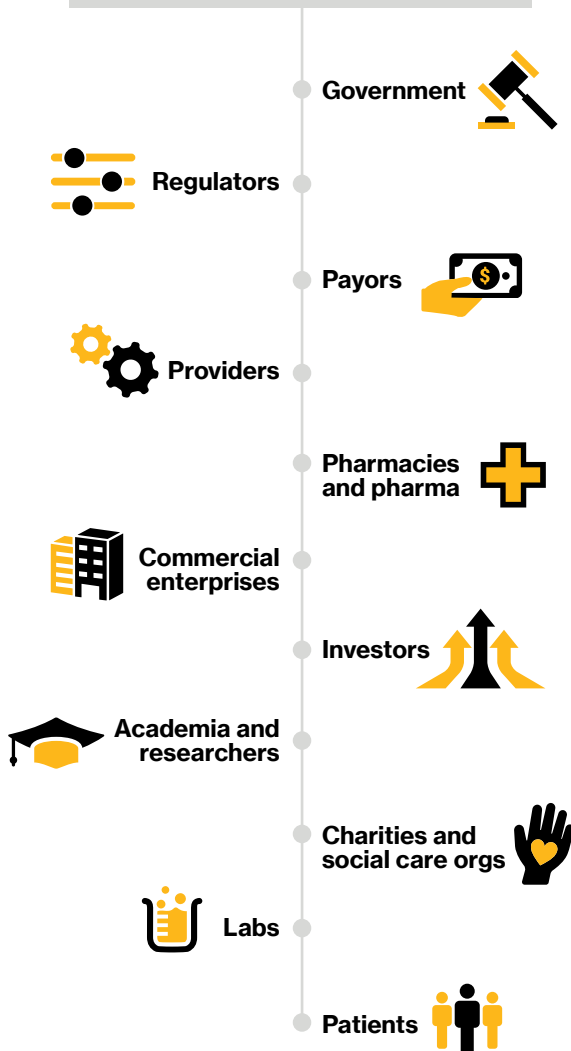 Government
Regulators
$
Payors
Providers
Pharmacies
and pharma
Commercial
enterprises
Investors
Academia and
researchers
Charities and
social care orgs
Labs
Patients